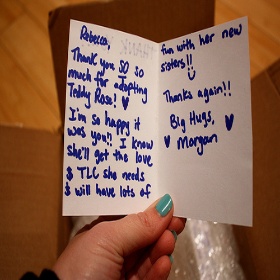 Rebecca,
Thank you SO so
much for adopting
Teddy Rose! ♥
I'm so happy it
was you!! I know
she'll get the love
& TLC she needs
& will have lots of
fun with her new
sisters!!
Thanks again!!
Big Hugs,
♥ Morgan ♥